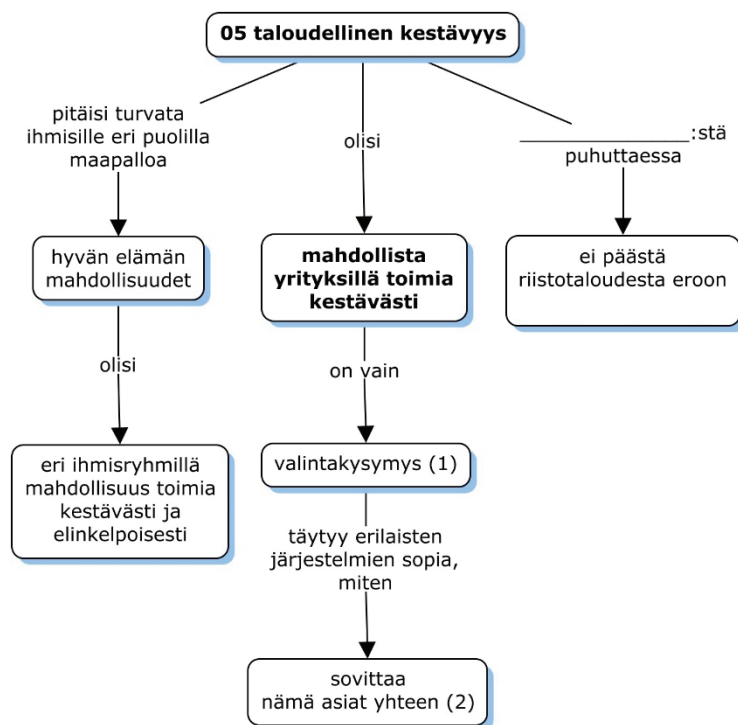 05 taloudellinen kestävyys
pitäisi turvata
ihmisille eri puolilla
maapalloa
olisi
__________________:stä
puhuttaessa
hyvän elämän
mahdollisuudet
mahdollista
yrityksillä toimia
kestävästi
ei päästä
riistotaloudesta eroon
olisi
on vain
eri ihmisryhmillä
mahdollisuus toimia
kestävästi ja
elinkelpoisesti
valintakysymys (1)
täytyy erilaisten
järjestelmien sopia,
miten
sovittaa
nämä asiat yhteen (2)